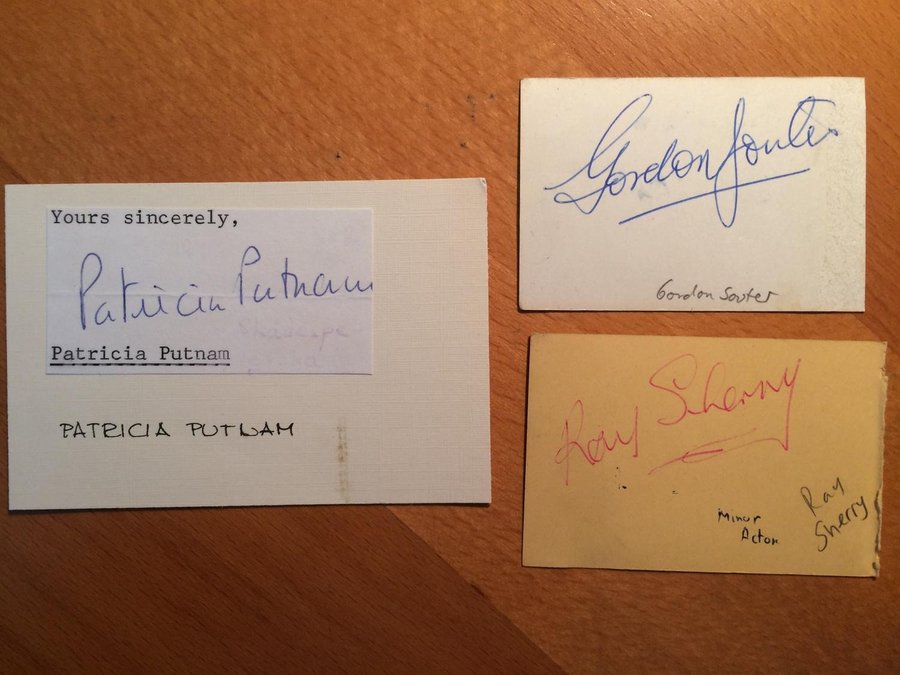 Yours sincerely,
Patricia Putnam
Patricia Putnam
PATRICIA PUTNAM
Gordon Souter
Gordon Souter
Ray Sherry
Minor
Actor
Ray
Sherry